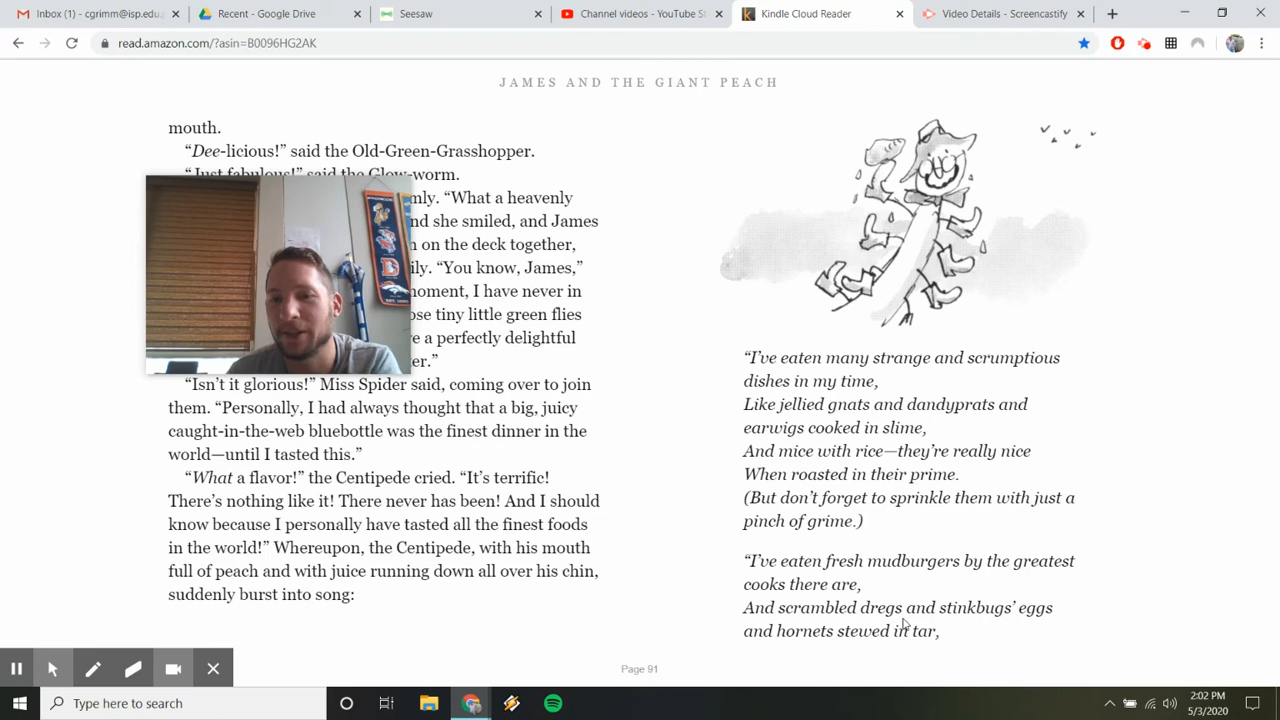 Inbox (1) - cgrimm@isp.ed
Recent - Google Drive
Seesaw
Channel videos - YouTube St
Kindle Cloud Reader
Video Details - Screencastify
read.amazon.com/?asin=B0096HG2AK
JAMES AND THE GIANT PEACH
mouth.
“Dee-licious!” said the Old-Green-Grasshopper.
“Just fabulous!” said the Glow-worm.
mly. “What a heavenly
nd she smiled, and James
n on the deck together,
ily. “You know, James,”
moment, I have never in
ose tiny little green flies
e a perfectly delightful
er.”
“Isn’t it glorious!” Miss Spider said, coming over to join
them. “Personally, I had always thought that a big, juicy
caught-in-the-web bluebottle was the finest dinner in the
world—until I tasted this.”
“What a flavor!” the Centipede cried. “It’s terrific!
There’s nothing like it! There never has been! And I should
know because I personally have tasted all the finest foods
in the world!” Whereupon, the Centipede, with his mouth
full of peach and with juice running down all over his chin,
suddenly burst into song:
“I’ve eaten many strange and scrumptious
dishes in my time,
Like jellied gnats and dandyprats and
earwigs cooked in slime,
And mice with rice—they’re really nice
When roasted in their prime.
(But don’t forget to sprinkle them with just a
pinch of grime.)
“I’ve eaten fresh mudburgers by the greatest
cooks there are,
And scrambled dregs and stinkbugs’ eggs
and hornets stewed in tar,
Page 91
Type here to search
2:02 PM
5/3/2020